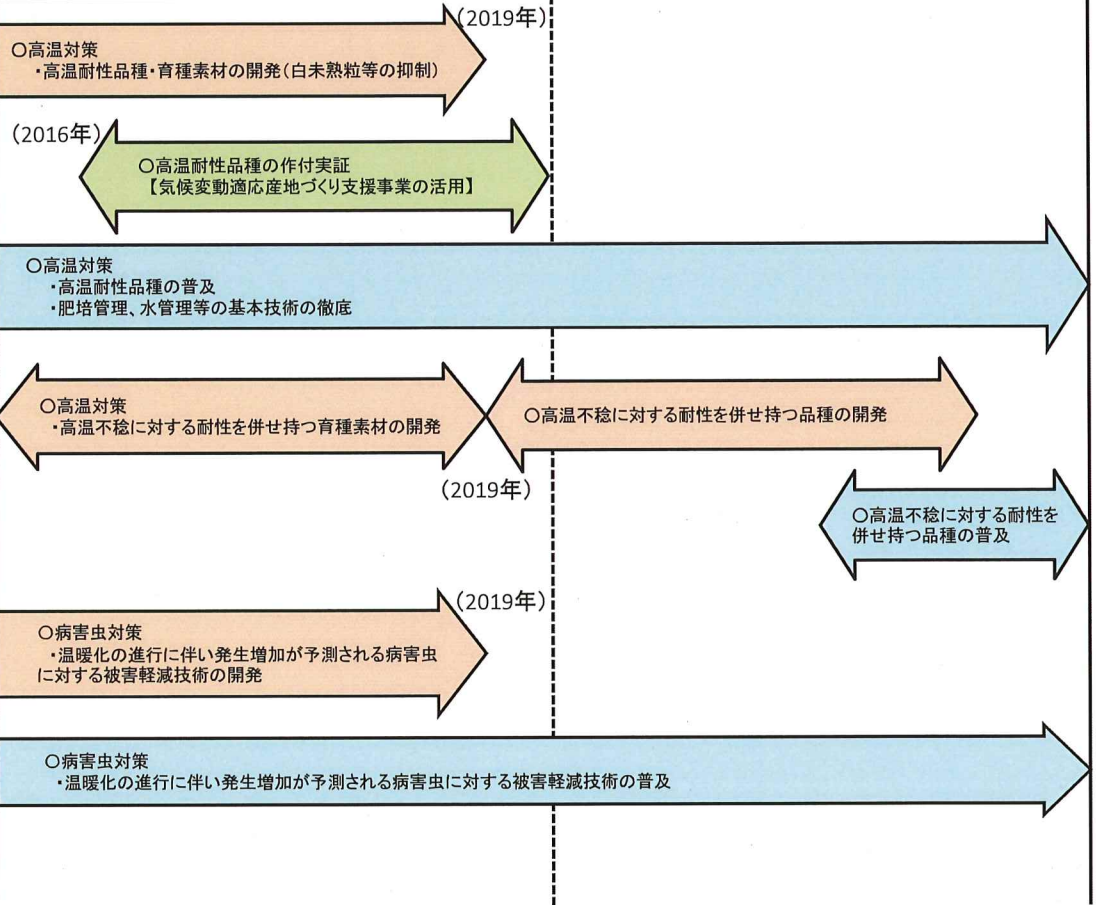 (2019年)
○高温対策
・高温耐性品種・育種素材の開発(白未熟粒等の抑制)
(2016年)
○高温耐性品種の作付実証
【気候変動適応産地づくり支援事業の活用】
○高温対策
・高温耐性品種の普及
・肥培管理、水管理等の基本技術の徹底
○高温対策
・高温不稔に対する耐性を併せ持つ育種素材の開発
○高温不稔に対する耐性を併せ持つ品種の開発
(2019年)
○高温不稔に対する耐性を
併せ持つ品種の普及
(2019年)
○病害虫対策
・温暖化の進行に伴い発生増加が予測される病害虫
に対する被害軽減技術の開発
○病害虫対策
・温暖化の進行に伴い発生増加が予測される病害虫に対する被害軽減技術の普及